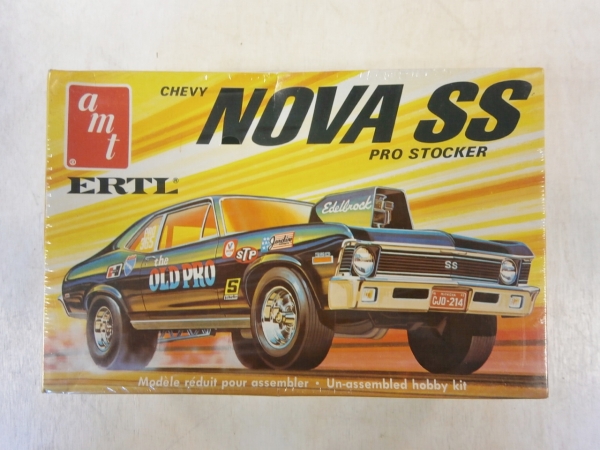 amt
®
ERTL®
CHEVY
NOVA SS
PRO STOCKER
Edelbrock
the
OLD PRO
STP
S
SS
CJO-214
Modèle réduit pour assembler · Un-assembled hobby kit